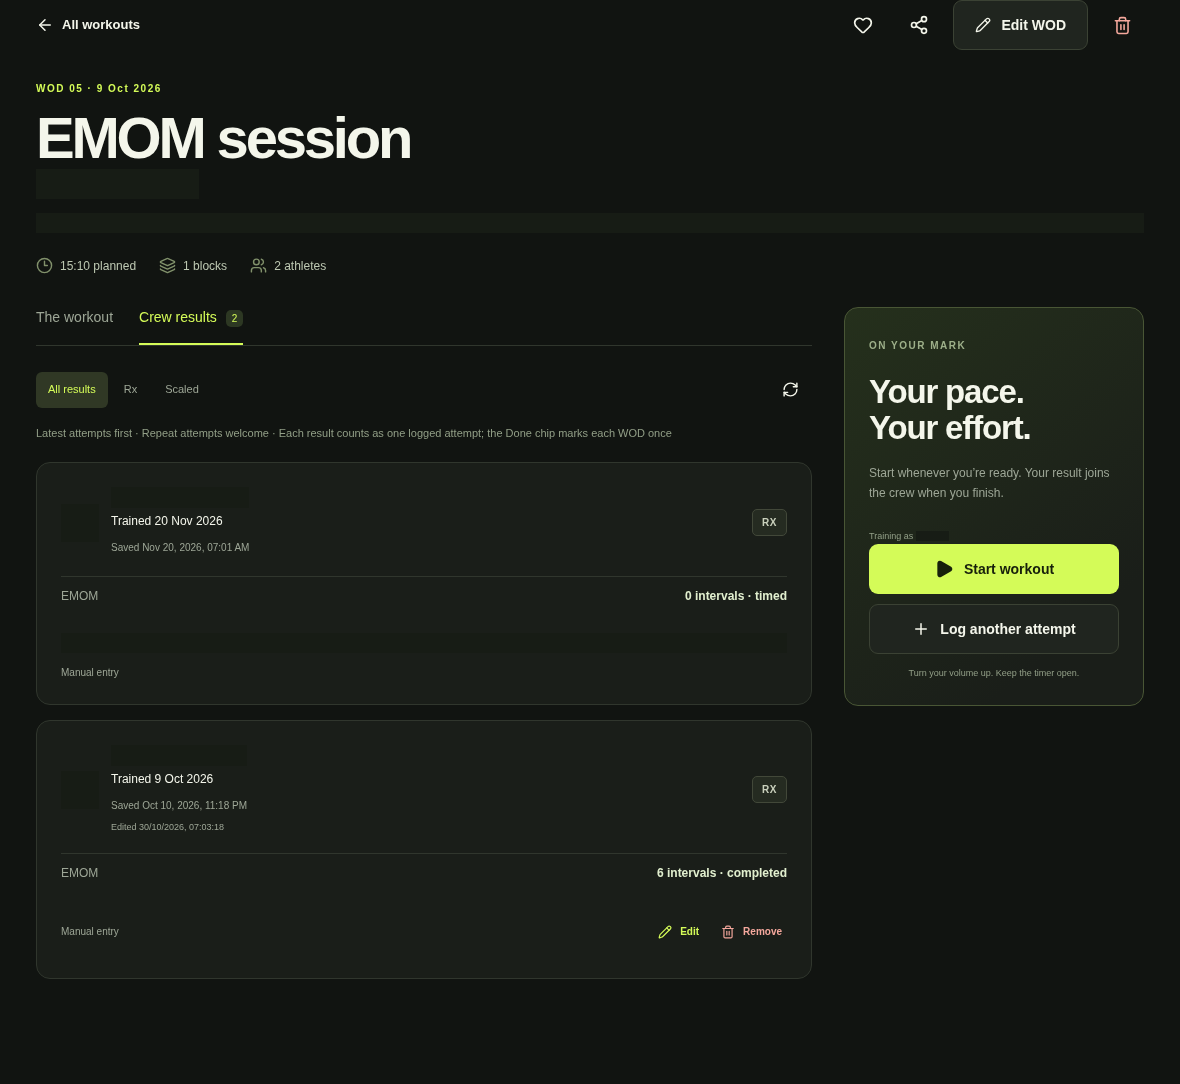 All workouts
Edit WOD
WOD 05 · 9 Oct 2026
EMOM session
15:10 planned
1 blocks
2 athletes
The workout
Crew results 2
All results
Rx
Scaled
Latest attempts first · Repeat attempts welcome · Each result counts as one logged attempt; the Done chip marks each WOD once
Trained 20 Nov 2026
Saved Nov 20, 2026, 07:01 AM
RX
EMOM
0 intervals · timed
Manual entry
Trained 9 Oct 2026
Saved Oct 10, 2026, 11:18 PM
Edited 30/10/2026, 07:03:18
RX
EMOM
6 intervals · completed
Manual entry
Edit
Remove
ON YOUR MARK
Your pace.
Your effort.
Start whenever you're ready. Your result joins
the crew when you finish.
Training as
Start workout
Log another attempt
Turn your volume up. Keep the timer open.